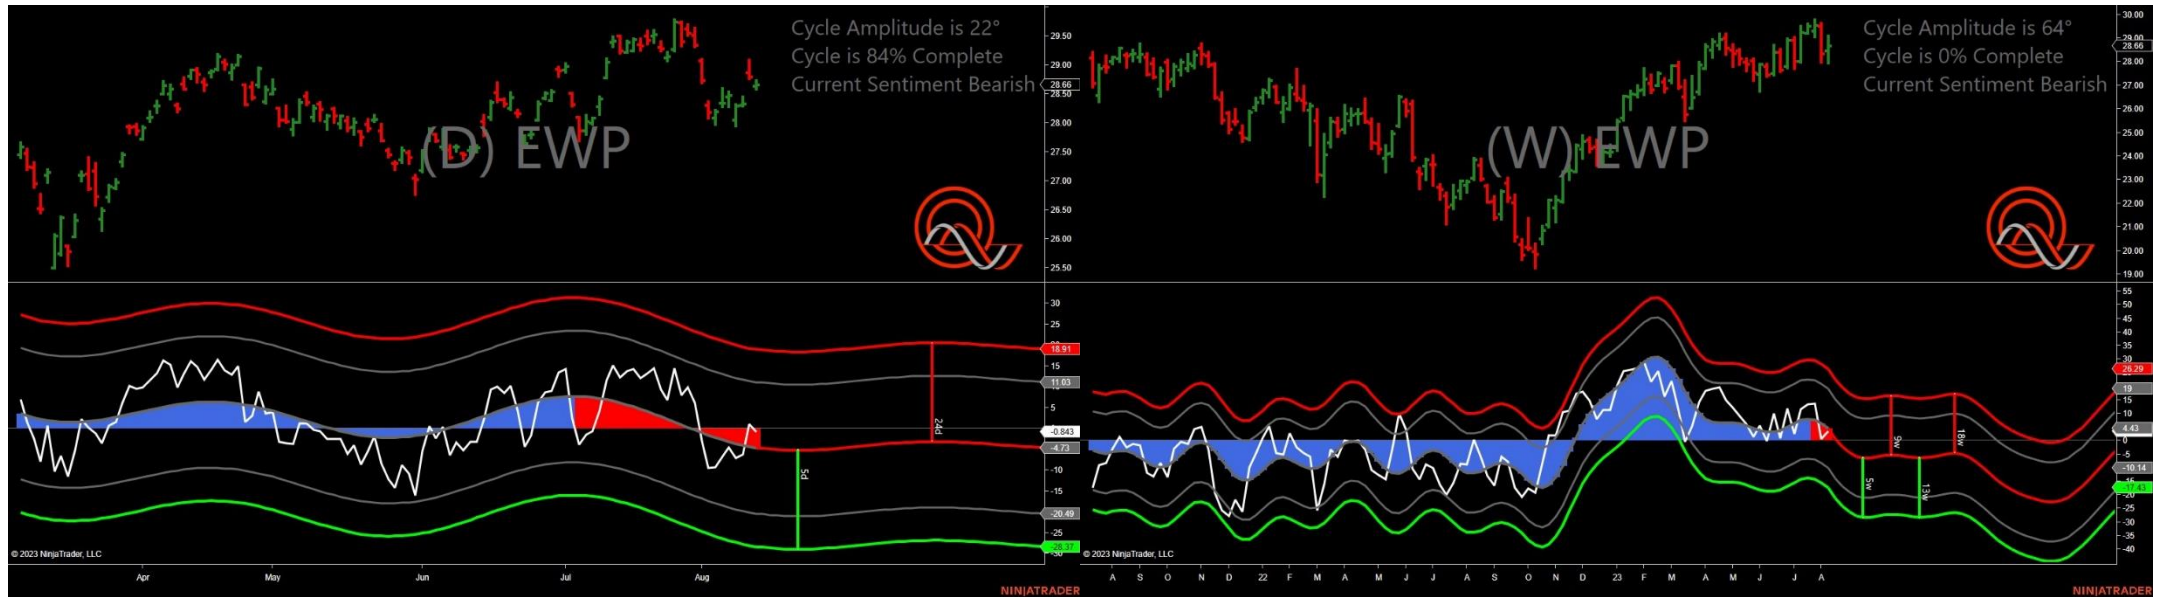 Cycle Amplitude is 22°
Cycle is 84% Complete
Current Sentiment Bearish
(D) EWP
29.50
29.00
28.66
28.50
28.00
27.50
27.00
26.50
26.00
25.50
30
25
18.91
15
11.03
5
-0.843
-4.73
-10
-15
-20.49
-28.37
24d
5d
© 2023 NinjaTrader, LLC
Apr
May
Jun
Jul
Aug
NINJATRADER
Cycle Amplitude is 64°
Cycle is 0% Complete
Current Sentiment Bearish
(W) EWP
30.00
29.00
28.66
28.00
27.00
26.00
25.00
24.00
23.00
22.00
21.00
20.00
19.00
55
50
45
40
35
30
26.29
19
15
10
4.43
0
-5
-10.14
-17.43
-25
-30
-35
-40
9w
18w
5w
13w
© 2023 NinjaTrader, LLC
A S O N D 22 F M A M J J A S O N D 23 F M A M J J A
NINJATRADER